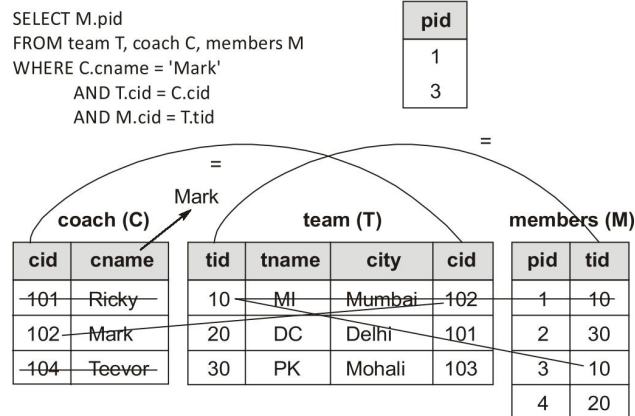 SELECT M.pid
FROM team T, coach C, members M
WHERE C.cname = 'Mark'
AND T.cid = C.cid
AND M.cid = T.tid
pid
1
3
=
=
Mark
coach (C)
cid cname
101 Ricky
102 Mark
104 Teevor
team (T)
tid tname city cid
10 MI Mumbai 102
20 DC Delhi 101
30 PK Mohali 103
members (M)
pid tid
1 10
2 30
3 10
4 20